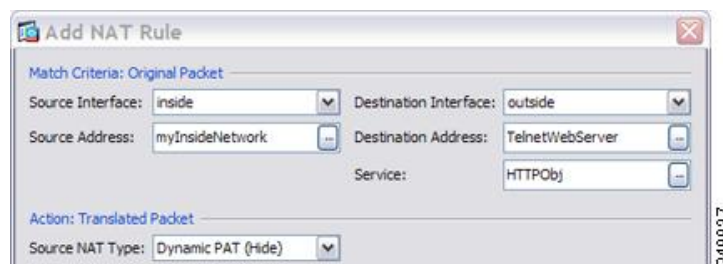 Add NAT Rule
Match Criteria: Original Packet
Source Interface: inside Destination Interface: outside
Source Address: myInsideNetwork ... Destination Address: TelnetWebServer ...
Service: HTTPObj ...
Action: Translated Packet
Source NAT Type: Dynamic PAT (Hide)